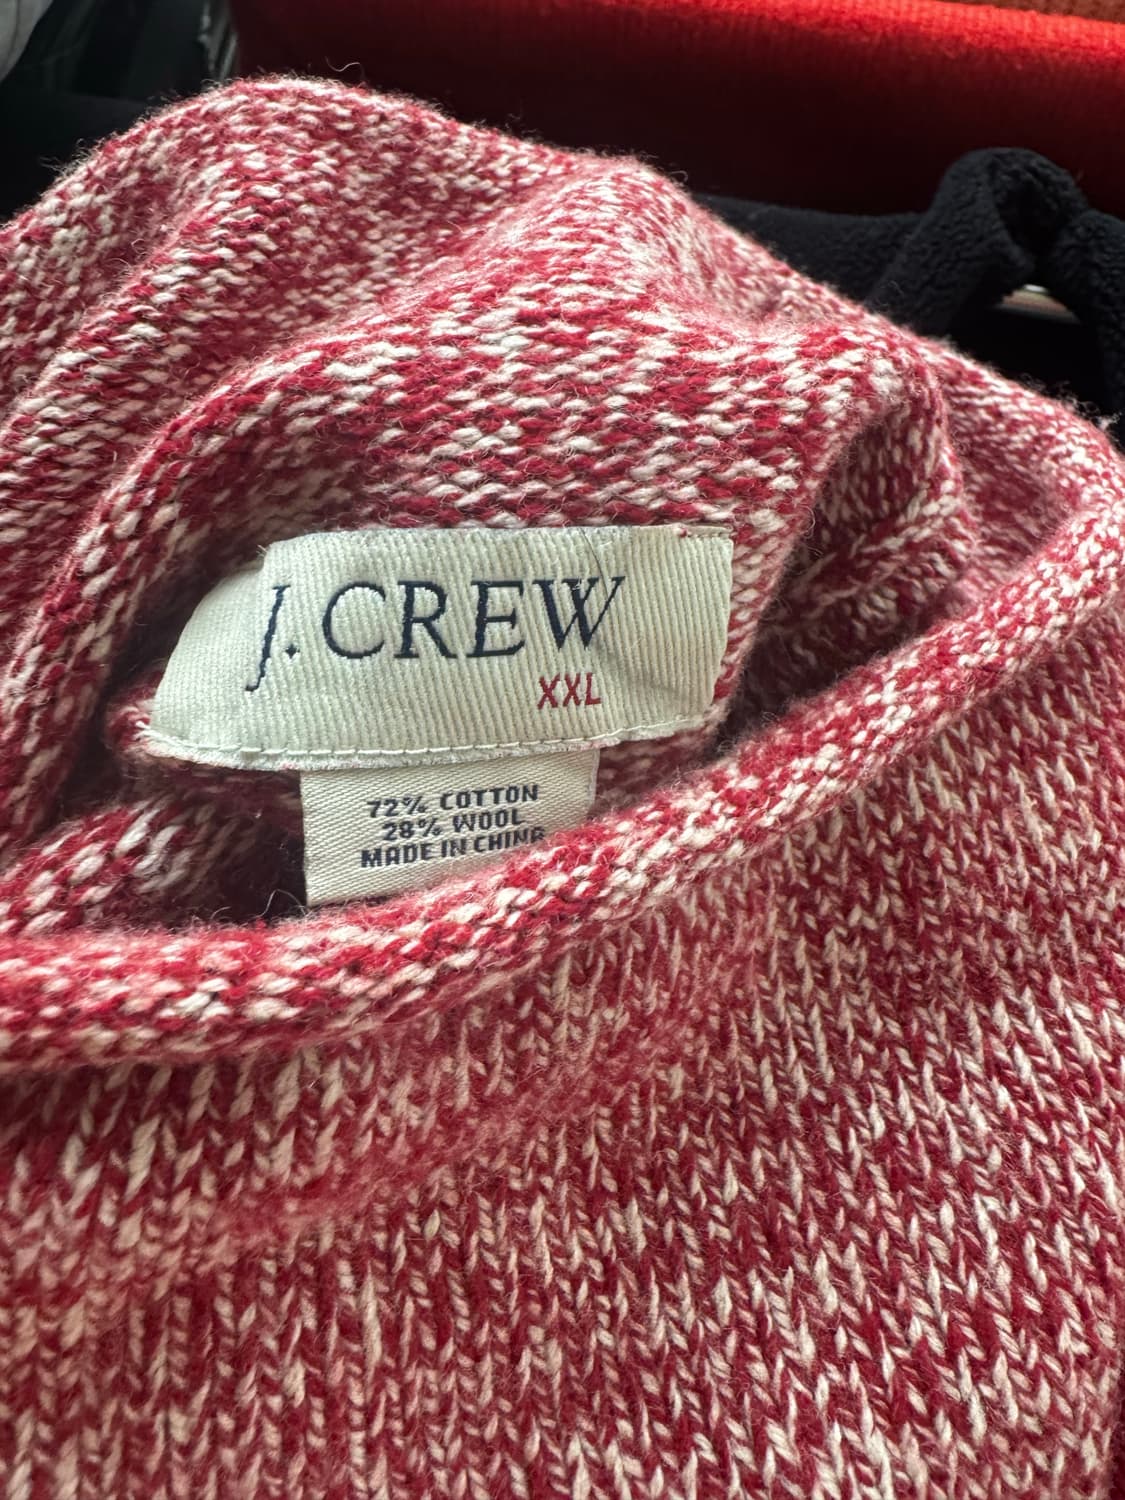 J.CREW
XXL
72% COTTON
28% WOOL
MADE IN CHINA